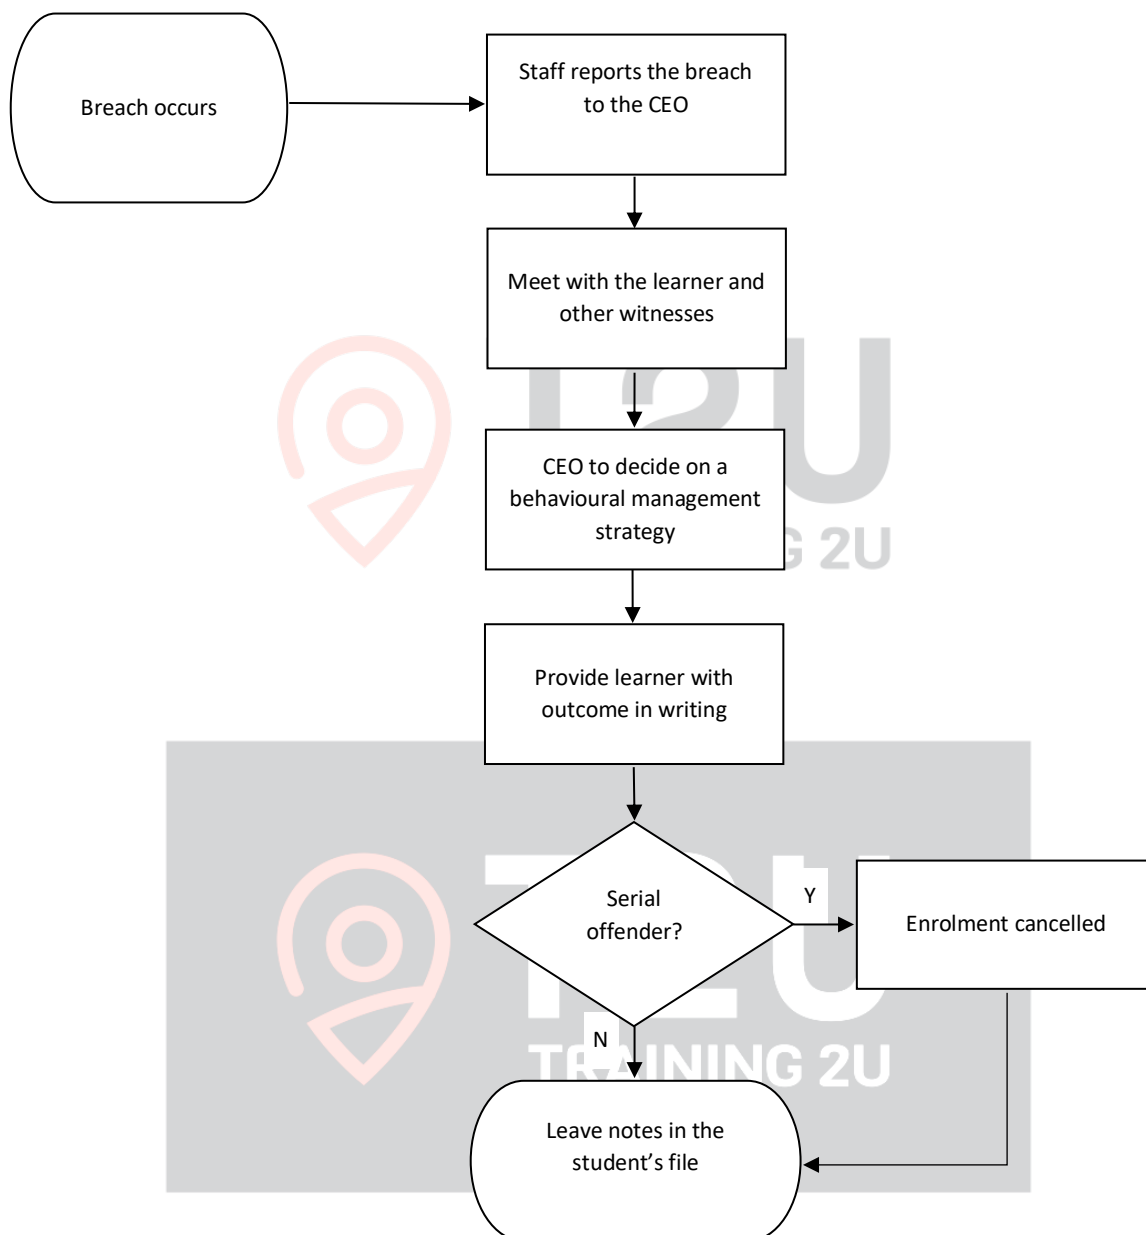 Breach occurs
Staff reports the breach
to the CEO
Meet with the learner and
other witnesses
T2U
CEO to decide on a
behavioural management
strategy
G 2U
Provide learner with
outcome in writing
T2U
Serial
offender?
Y
Enrolment cancelled
N
TRAINING 2U
Leave notes in the
student’s file